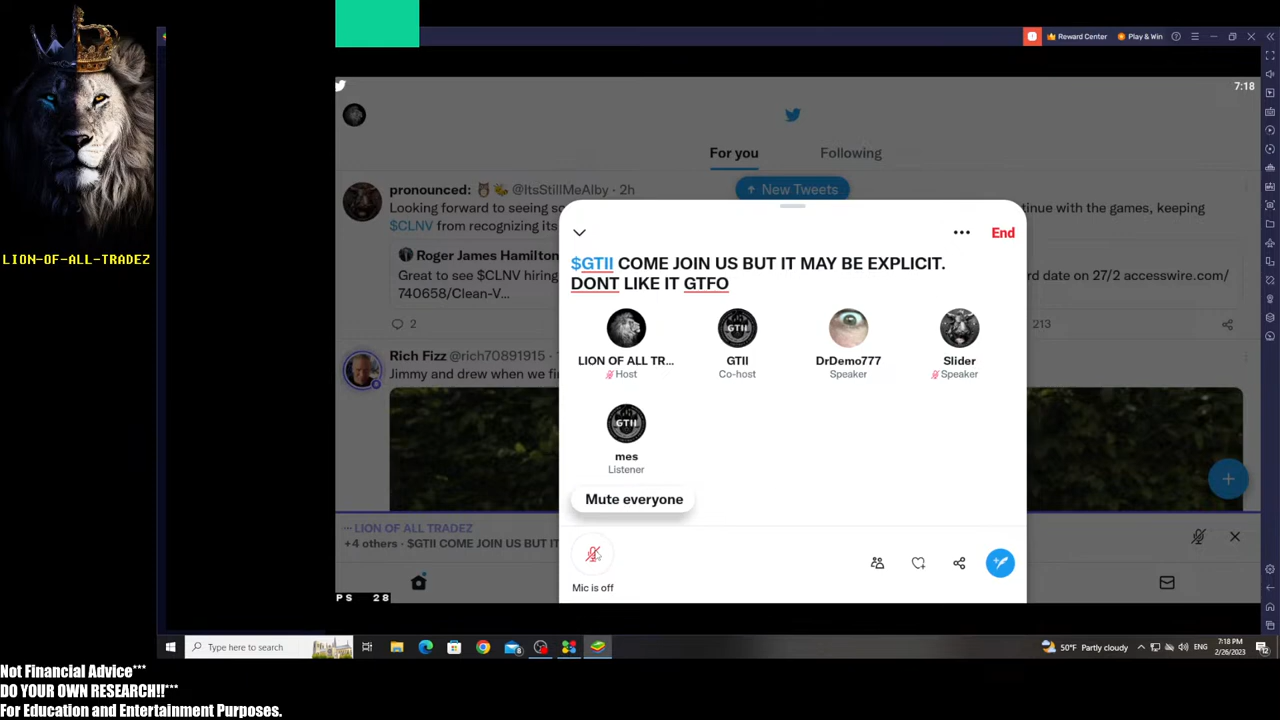 Reward Center
Play & Win
7:18
For you
Following
pronounced: @ItsStillMeAlby · 2h
New Tweets
Looking forward to seeing so
ntinue with the games, keeping
$CLNV from recognizing its
Roger James Hamilton
Great to see $CLNV hiring
rd date on 27/2 accesswire.com/
740658/Clean-V...
2
213
Rich Fizz @rich70891915 ·
Jimmy and drew when we fi
End
$GTII COME JOIN US BUT IT MAY BE EXPLICIT.
DONT LIKE IT GTFO
LION OF ALL TR...
Host
GTII
Co-host
DrDemo777
Speaker
Slider
Speaker
GTII
mes
Listener
Mute everyone
Mic is off
LION OF ALL TRADEZ
+4 others · $GTII COME JOIN US BUT IT
PS 28
LION-OF-ALL-TRADEZ
Type here to search
50°F Partly cloudy
ENG
7:18 PM
2/26/2023
Not Financial Advice***
DO YOUR OWN RESEARCH!!***
For Education and Entertainment Purposes.